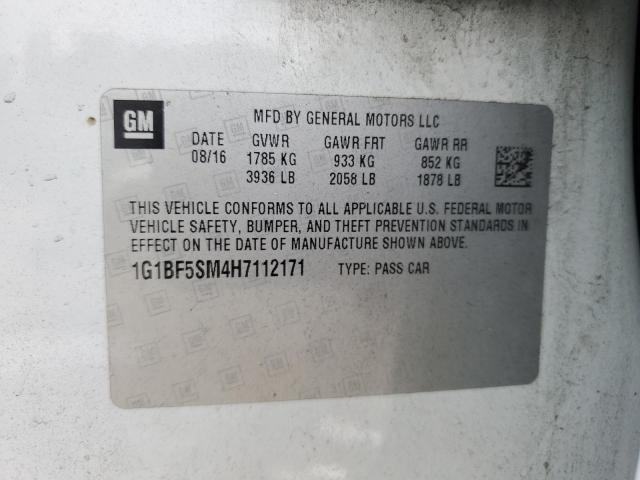 GM MFD BY GENERAL MOTORS LLC
DATE GVWR GAWR FRT GAWR RR
08/16 1785 KG 933 KG 852 KG
3936 LB 2058 LB 1878 LB
THIS VEHICLE CONFORMS TO ALL APPLICABLE U.S. FEDERAL MOTOR
VEHICLE SAFETY, BUMPER, AND THEFT PREVENTION STANDARDS IN
EFFECT ON THE DATE OF MANUFACTURE SHOWN ABOVE.
1G1BF5SM4H7112171 TYPE: PASS CAR